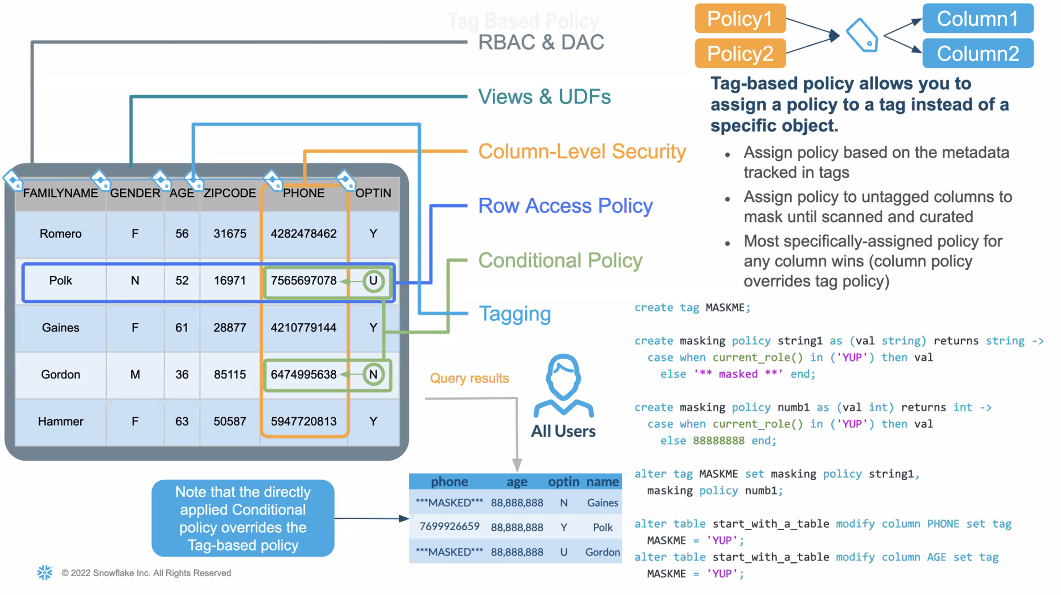 Tag Based Policy
RBAC & DAC
Views & UDFs
Column-Level Security
Row Access Policy
Conditional Policy
Tagging
FAMILYNAME GENDER AGE ZIPCODE PHONE OPTIN
Romero F 56 31675 4282478462 Y
Polk N 52 16971 7565697078 U
Gaines F 61 28877 4210779144 Y
Gordon M 36 85115 6474995638 N
Hammer F 63 50587 5947720813 Y
Query results
All Users
phone age optin name
***MASKED*** 88,888,888 N Gaines
7699926659 88,888,888 Y Polk
***MASKED*** 88,888,888 U Gordon
Note that the directly
applied Conditional
policy overrides the
Tag-based policy
Policy1
Policy2
Column1
Column2
Tag-based policy allows you to
assign a policy to a tag instead of a
specific object.
• Assign policy based on the metadata
tracked in tags
• Assign policy to untagged columns to
mask until scanned and curated
• Most specifically-assigned policy for
any column wins (column policy
overrides tag policy)
create tag MASKME;
create masking policy string1 as (val string) returns string ->
case when current_role() in ('YUP') then val
else '** masked **' end;
create masking policy numb1 as (val int) returns int ->
case when current_role() in ('YUP') then val
else 88888888 end;
alter tag MASKME set masking policy string1,
masking policy numb1;
alter table start_with_a_table modify column PHONE set tag
MASKME = 'YUP';
alter table start_with_a_table modify column AGE set tag
MASKME = 'YUP';
© 2022 Snowflake Inc. All Rights Reserved